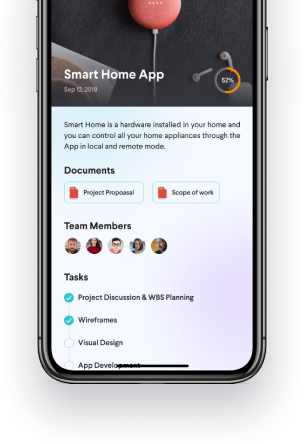 Smart Home App
52%
Sep 12, 2019
Smart Home is a hardware installed in your home and
you can control all your home appliances through the
App in local and remote mode.
Documents
Project Propoasal
Scope of work
Team Members
Tasks
Project Discussion & WBS Planning
Wireframes
Visual Design
App Development